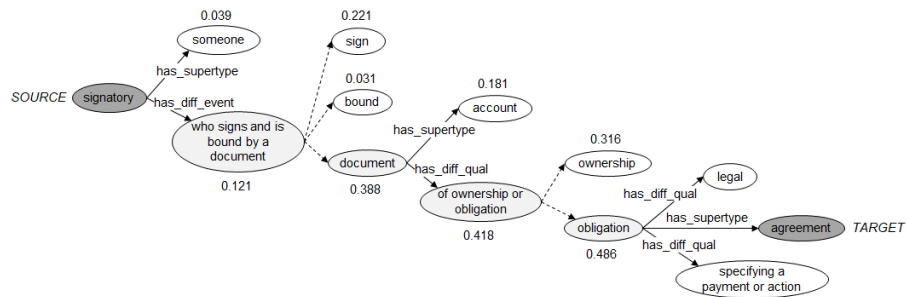 0.039
someone
0.221
sign
has_supertype
SOURCE
signatory
has_diff_event
0.031
bound
who signs and is
bound by a
document
0.121
0.181
account
has_supertype
document
0.388
has_diff_qual
0.316
ownership
of ownership or
obligation
0.418
legal
has_diff_qual
has_supertype
obligation
0.486
agreement
TARGET
has_diff_qual
specifying a
payment or action